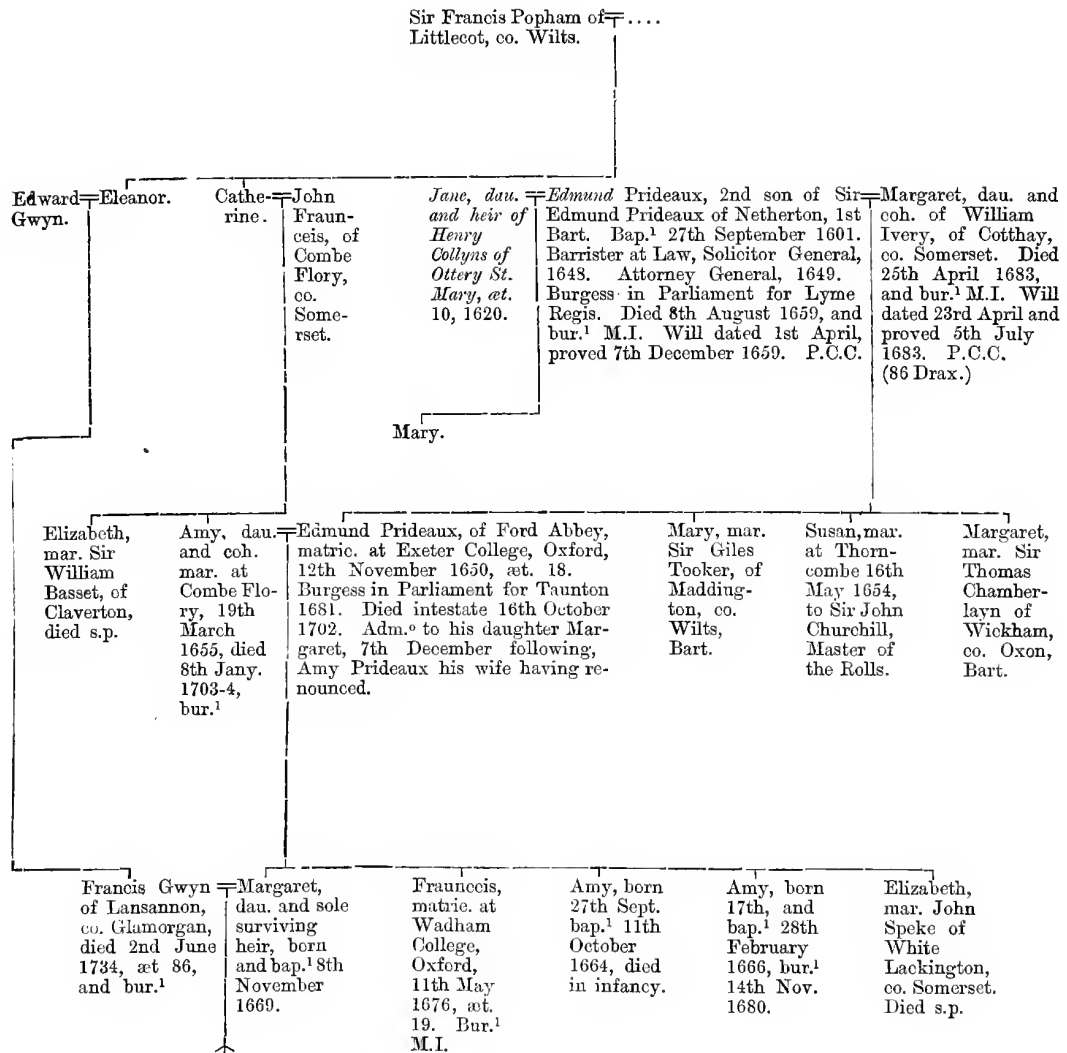 Sir Francis Popham of=....
Littlecot, co. Wilts.
Edward=Eleanor.
Gwyn.
Cathe-=John
rine. Fraun-
ceis, of
Combe
Flory,
co.
Some-
rset.
Jane, dau.
and heir of
Henry
Collyns of
Ottery St.
Mary, æt.
10, 1620.
=Edmund Prideaux, 2nd son of Sir=
Edmund Prideaux of Netherton, 1st
Bart. Bap.¹ 27th September 1601.
Barrister at Law, Solicitor General,
1648. Attorney General, 1649.
Burgess in Parliament for Lyme
Regis. Died 8th August 1659, and
bur.¹ M.I. Will dated 1st April,
proved 7th December 1659. P.C.C.
Margaret, dau. and
coh. of William
Ivery, of Cotthay,
co. Somerset. Died
25th April 1683,
and bur.¹ M.I. Will
dated 23rd April and
proved 5th July
1683. P.C.C.
(86 Drax.)
Mary.
Elizabeth,
mar. Sir
William
Basset, of
Claverton,
died s.p.
Amy, dau.
and coh.
mar. at
Combe Flo-
ry, 19th
March
1655, died
8th Jany.
1703-4,
bur.¹
=Edmund Prideaux, of Ford Abbey,
matric. at Exeter College, Oxford,
12th November 1650, æt. 18.
Burgess in Parliament for Taunton
1681. Died intestate 16th October
1702. Adm.º to his daughter Mar-
garet, 7th December following,
Amy Prideaux his wife having re-
nounced.
Mary, mar.
Sir Giles
Tooker, of
Madding-
ton, co.
Wilts,
Bart.
Susan, mar.
at Thorn-
combe 16th
May 1654,
to Sir John
Churchill,
Master of
the Rolls.
Margaret,
mar. Sir
Thomas
Chamber-
layn of
Wickham,
co. Oxon,
Bart.
Francis Gwyn
of Lansannon,
co. Glamorgan,
died 2nd June
1734, æt 86,
and bur.¹
=Margaret,
dau. and sole
surviving
heir, born
and bap.¹ 8th
November
1669.
Fraunceis,
matric. at
Wadham
College,
Oxford,
11th May
1676, æt.
19. Bur.¹
M.I.
Amy, born
27th Sept.
bap.¹ 11th
October
1664, died
in infancy.
Amy, born
17th, and
bap.¹ 28th
February
1666, bur.¹
14th Nov.
1680.
Elizabeth,
mar. John
Speke of
White
Lackington,
co. Somerset.
Died s.p.